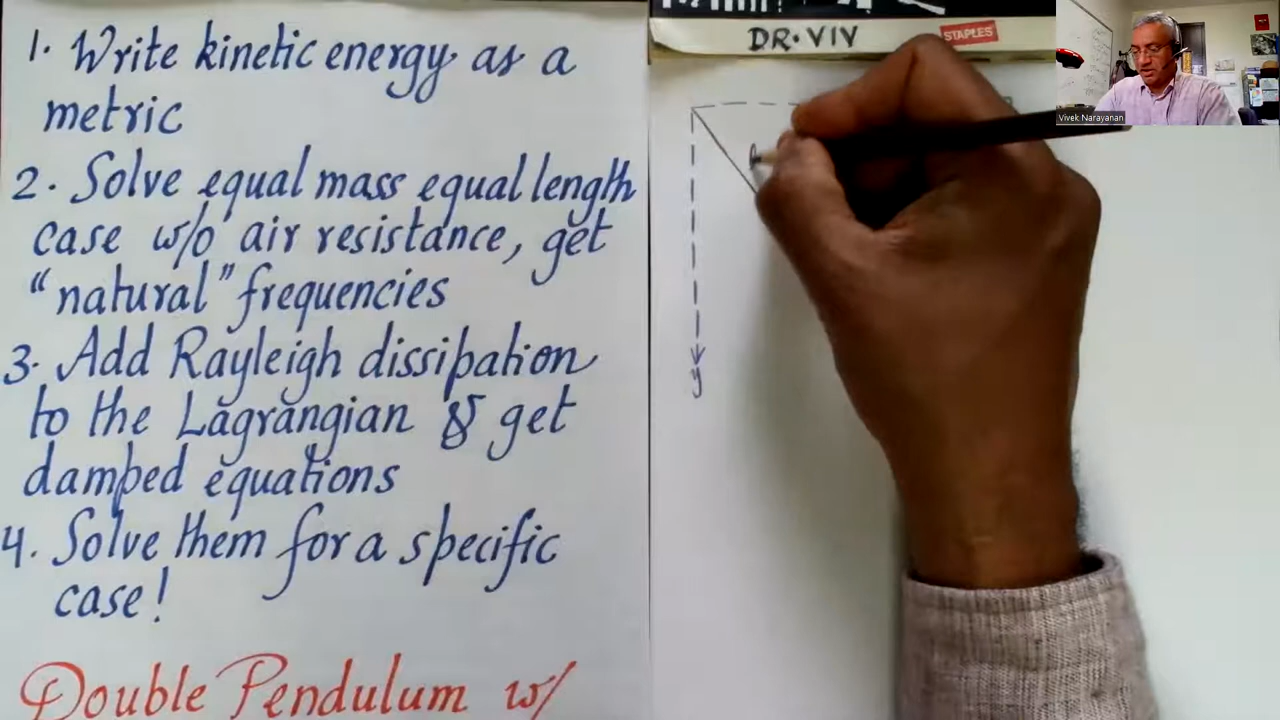 1. Write kinetic energy as a
metric
2. Solve equal mass equal length
case w/o air resistance, get
"natural" frequencies
3. Add Rayleigh dissipation
to the Lagrangian & get
damped equations
4. Solve them for a specific
case!
Double Pendulum w/
DR. VIV
STAPLES
y
Vivek Narayanan